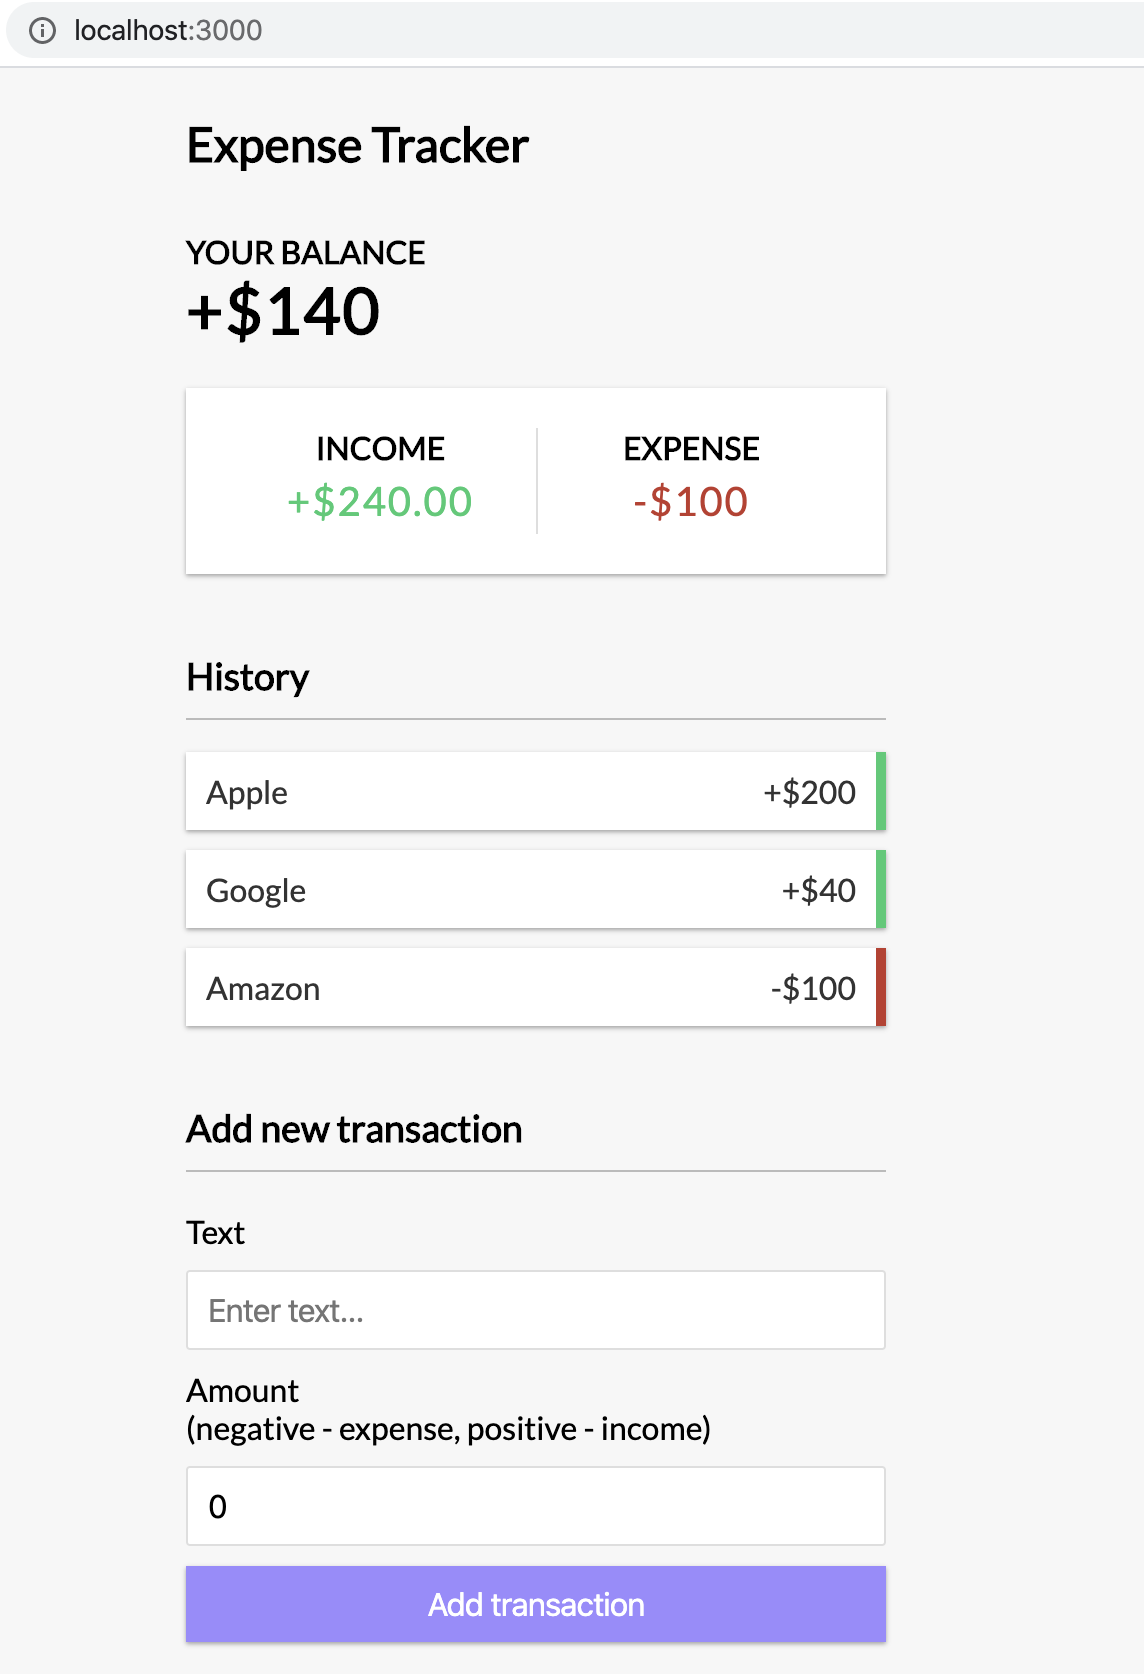 localhost:3000
Expense Tracker
YOUR BALANCE
+$140
INCOME EXPENSE
+$240.00 -$100
History
Apple +$200
Google +$40
Amazon -$100
Add new transaction
Text
Enter text...
Amount
(negative - expense, positive - income)
0
Add transaction